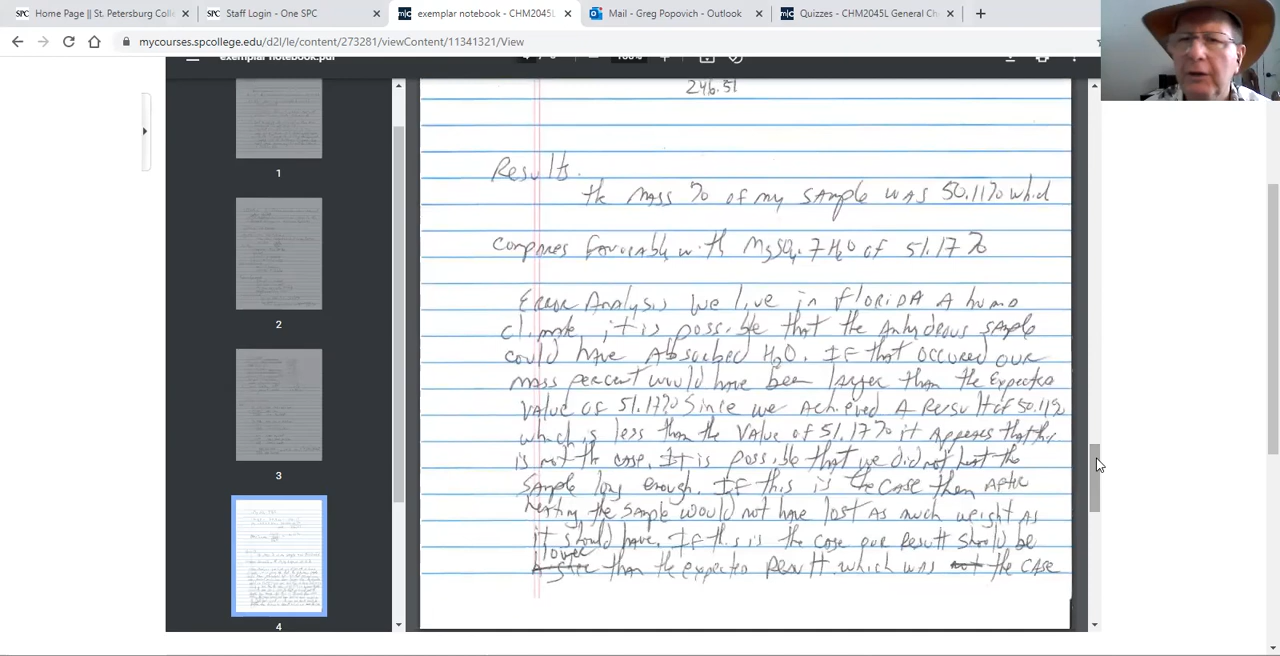 Home Page || St. Petersburg Coll
Staff Login - One SPC
exemplar notebook - CHM2045L
Mail - Greg Popovich - Outlook
Quizzes - CHM2045L General Ch
mycourses.spcollege.edu/d2l/le/content/273281/viewContent/11341321/View
exemplar notebook.pdf
1
2
3
4
246.51
Results.
the mass % of my sample was 50.11% which
compares favorable with MgSO4·7H2O of 51.17%
Error Analysis We live in Florida A
climate, it is possible that the Anhydrous sample
could have Absorbed H2O. If that occured our
mass percent would have been larger than the Expected
value of 51.17% Since we Achieved A Result of 50.11%
which is less than the value of 51.17% it Appears that this
is not the case. It is possible that we did not heat the
sample long enough. If this is the case then After
heating the sample would not have lost As much weight As
it should have. If this is the case our Result should be
lower than the Result which was not the case